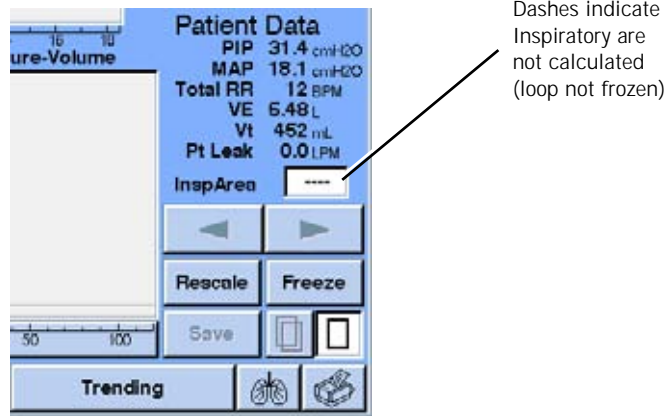 Dashes indicate
Inspiratory are
not calculated
(loop not frozen)
16 10
ure-Volume
Patient Data
PIP 31.4 cmH2O
MAP 18.1 cmH2O
Total RR 12 BPM
VE 5.48 L
Vt 452 mL
Pt Leak 0.0 LPM
InspArea ----
Rescale Freeze
Save
50 100
Trending